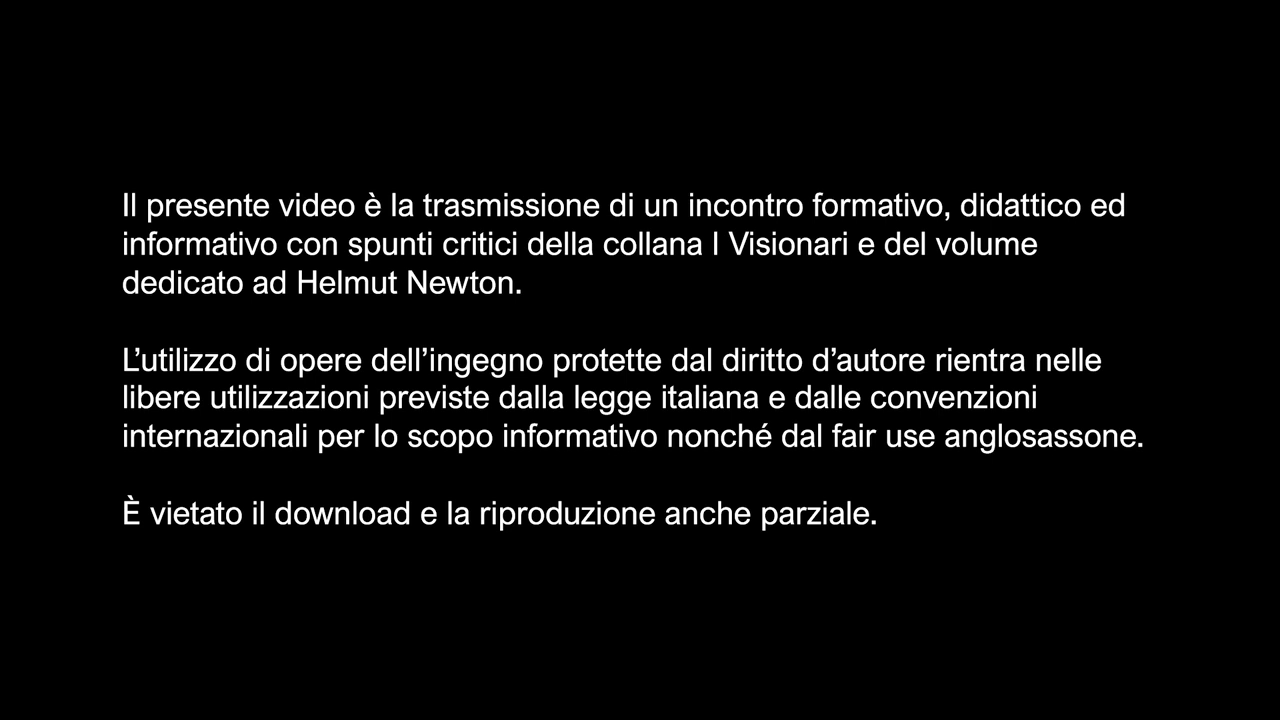 Il presente video è la trasmissione di un incontro formativo, didattico ed
informativo con spunti critici della collana I Visionari e del volume
dedicato ad Helmut Newton.
L’utilizzo di opere dell’ingegno protette dal diritto d’autore rientra nelle
libere utilizzazioni previste dalla legge italiana e dalle convenzioni
internazionali per lo scopo informativo nonché dal fair use anglosassone.
È vietato il download e la riproduzione anche parziale.